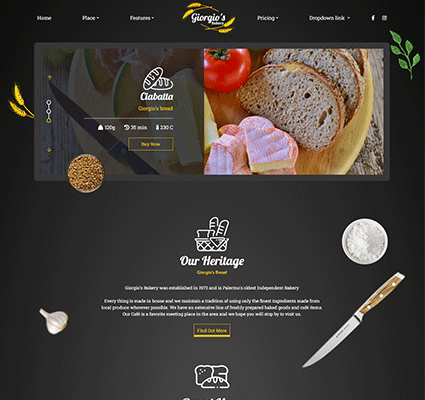 Home
Place
Features
Giorgio's
Bakery
Pricing
Dropdown link
Ciabatta
Giorgio's bread
120g
35 min
230 C
Buy Now
Our Heritage
Giorgio's Bread
Giorgio's Bakery was established in 1973 and is Palermo's oldest Independent Bakery
Every thing is made in house and we maintain a tradition of using only the finest ingredients made from
local produce wherever possible. We have an extensive line of freshly prepared baked goods and café items.
Our Café is a favorite meeting place in the area and we hope you will stop by to visit us.
Find Out More